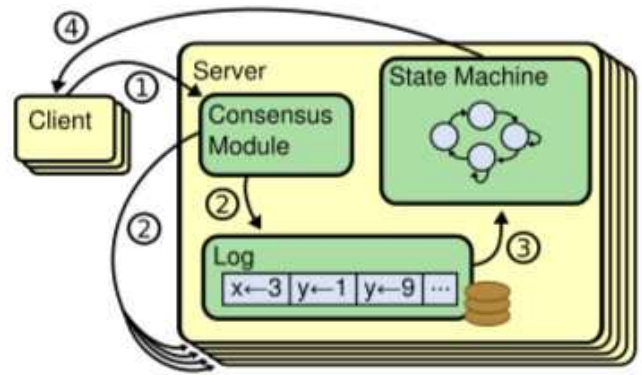 ④
①
Server
State Machine
Client
Consensus
Module
②
②
③
Log
x←3 y←1 y←9 ...